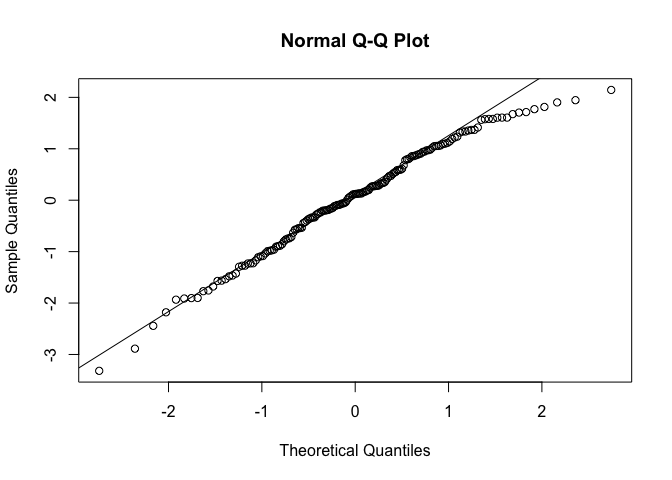 Normal Q-Q Plot
Sample Quantiles
2
1
0
-1
-2
-3
-2 -1 0 1 2
Theoretical Quantiles